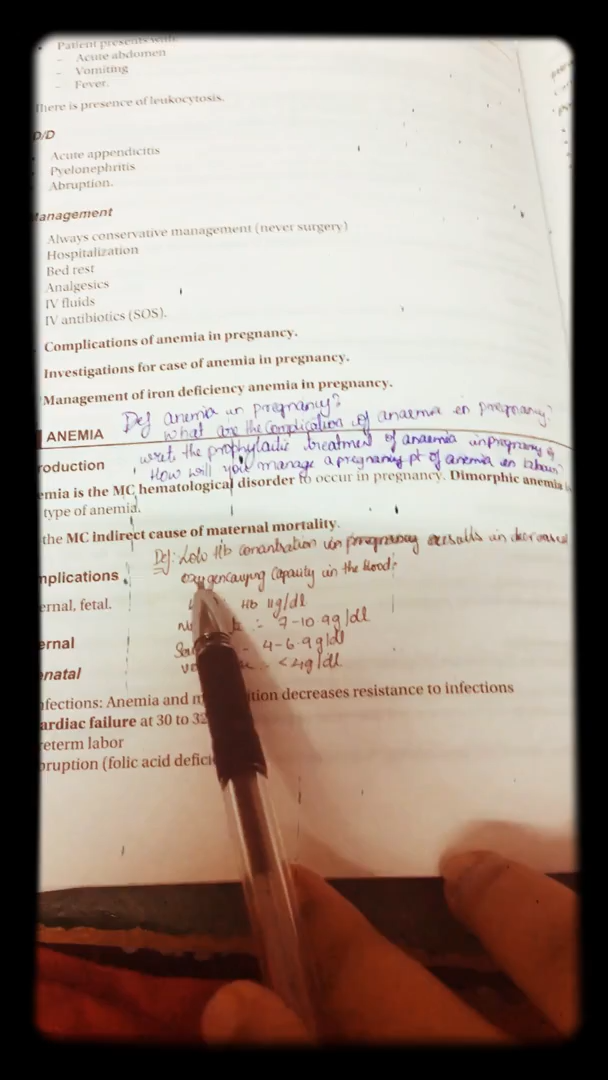 Patient presents with:
- Acute abdomen
- Vomiting
- Fever.
There is presence of leukocytosis.
D/D
Acute appendicitis
Pyelonephritis
Abruption.
anagement
Always conservative management (never surgery)
Hospitalization
Bed rest
Analgesics
IV fluids
IV antibiotics (SOS).
Complications of anemia in pregnancy.
Investigations for case of anemia in pregnancy.
Management of iron deficiency anemia in pregnancy.
Def anemia in pregnancy?
What are the complication of anaemia in pregnancy?
ANEMIA
writ the prophylactic treatment of anaemia in pregnancy
roduction
How will you manage a pregnancy pt of anemia in labour
emia is the MC hematological disorder to occur in pregnancy. Dimorphic anemia
type of anemia.
the MC indirect cause of maternal mortality.
Def: Low Hb in pregnancy results in decreased
mplications
capacity in the blood.
ernal, fetal.
Hb 11g/dl
:- 7-10.9g/dl
ernal
- 4-6.9g/dl
natal
: <4g/dl
nfections: Anemia and m ition decreases resistance to infections
ardiac failure at 30 to 32
reterm labor
bruption (folic acid defici